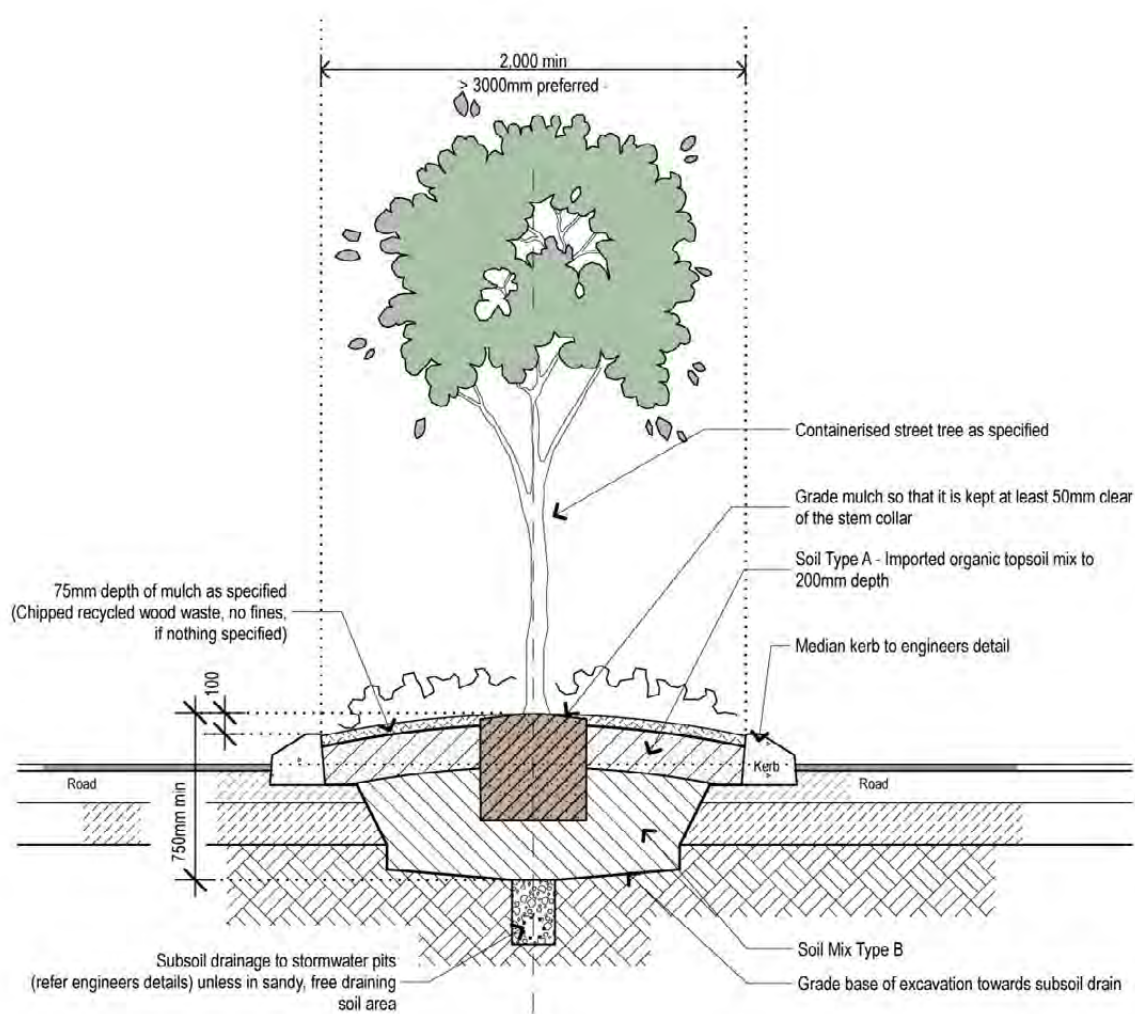 2,000 min
> 3000mm preferred
Containerised street tree as specified
Grade mulch so that it is kept at least 50mm clear
of the stem collar
Soil Type A - Imported organic topsoil mix to
200mm depth
75mm depth of mulch as specified
(Chipped recycled wood waste, no fines,
if nothing specified)
Median kerb to engineers detail
100
Kerb
Road
Road
750mm min
Soil Mix Type B
Subsoil drainage to stormwater pits
(refer engineers details) unless in sandy, free draining
soil area
Grade base of excavation towards subsoil drain